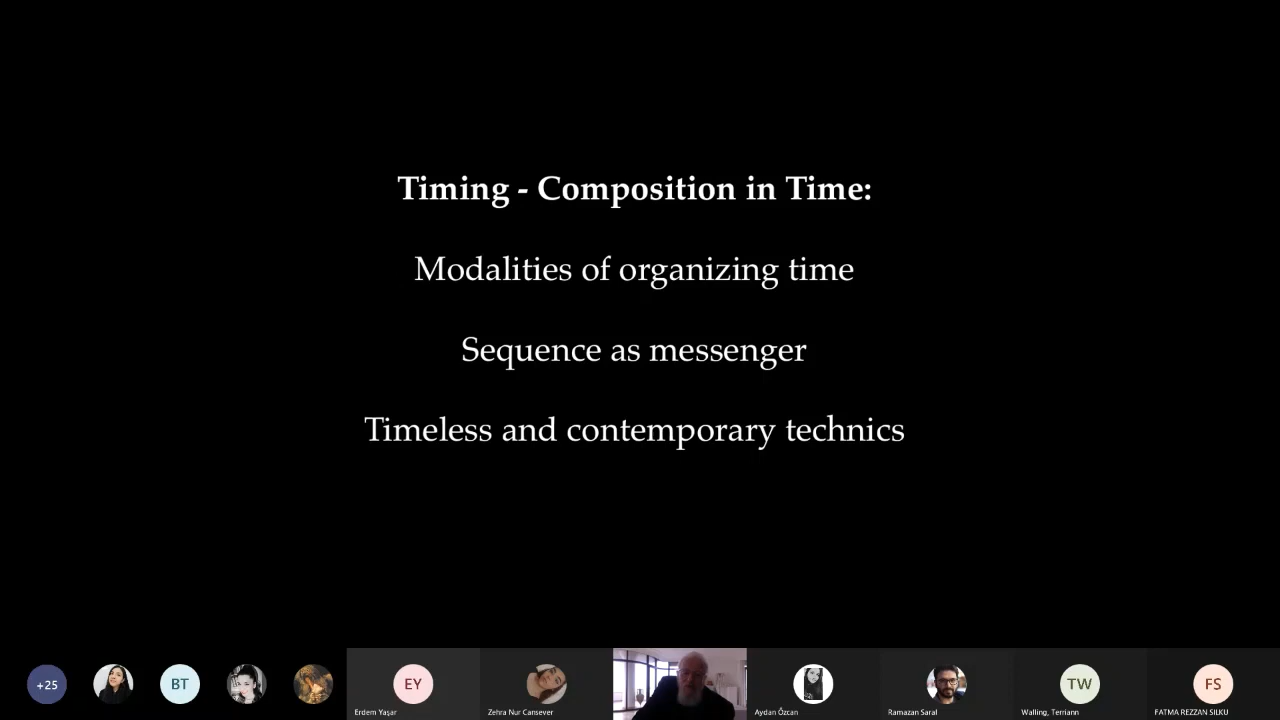 Timing - Composition in Time:
Modalities of organizing time
Sequence as messenger
Timeless and contemporary technics
+25
BT
EY
TW
FS
Erdem Yaşar
Zehra Nur Cansever
Aydan Özcan
Ramazan Saral
Walling, Terriann
FATMA REZZAN SILKU